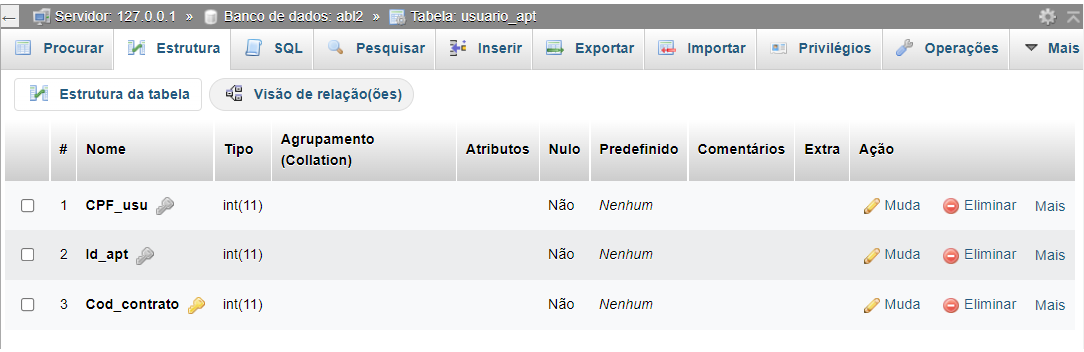 Servidor: 127.0.0.1 » Banco de dados: abl2 » Tabela: usuario_apt
Procurar Estrutura SQL Pesquisar Inserir Exportar Importar Privilégios Operações Mais
Estrutura da tabela Visão de relação(ões)
# Nome Tipo Agrupamento (Collation) Atributos Nulo Predefinido Comentários Extra Ação
1 CPF_usu int(11) Não Nenhum Muda Eliminar Mais
2 Id_apt int(11) Não Nenhum Muda Eliminar Mais
3 Cod_contrato int(11) Não Nenhum Muda Eliminar Mais